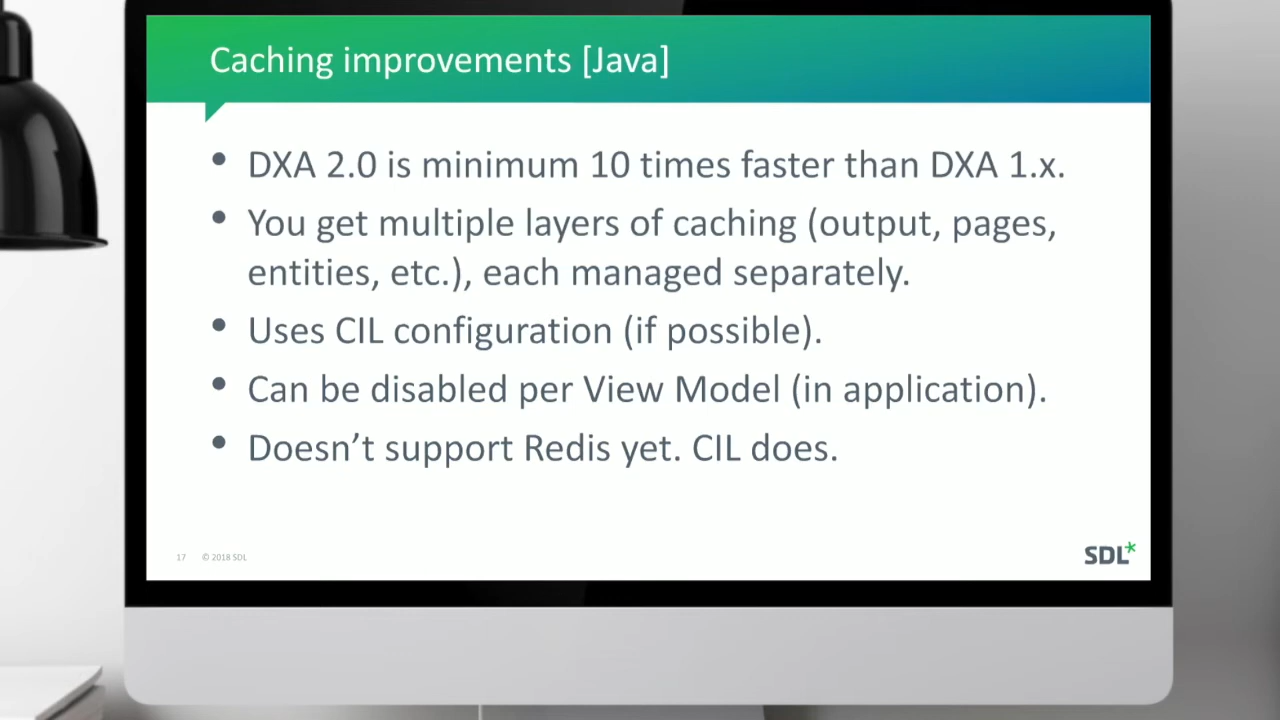 Caching improvements [Java]
• DXA 2.0 is minimum 10 times faster than DXA 1.x.
• You get multiple layers of caching (output, pages,
entities, etc.), each managed separately.
• Uses CIL configuration (if possible).
• Can be disabled per View Model (in application).
• Doesn’t support Redis yet. CIL does.
17 © 2018 SDL
SDL*